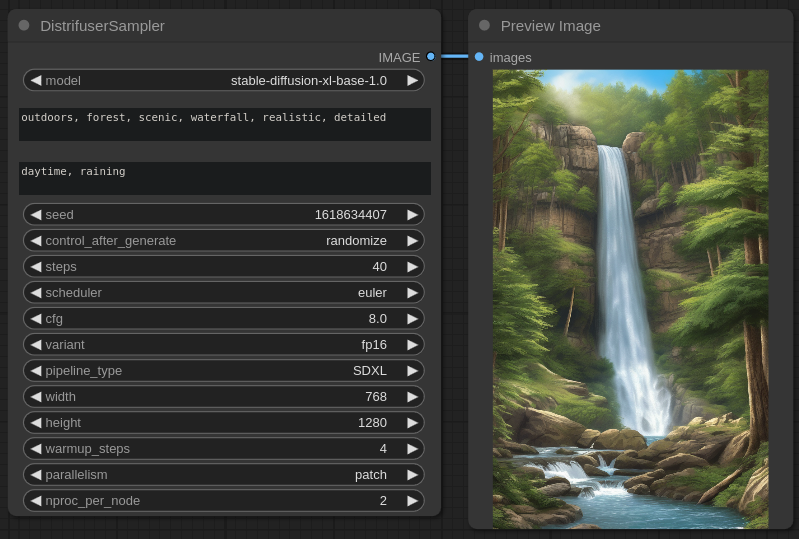 DistrifuserSampler
IMAGE
model stable-diffusion-xl-base-1.0
outdoors, forest, scenic, waterfall, realistic, detailed
daytime, raining
seed 1618634407
control_after_generate randomize
steps 40
scheduler euler
cfg 8.0
variant fp16
pipeline_type SDXL
width 768
height 1280
warmup_steps 4
parallelism patch
nproc_per_node 2
Preview Image
images